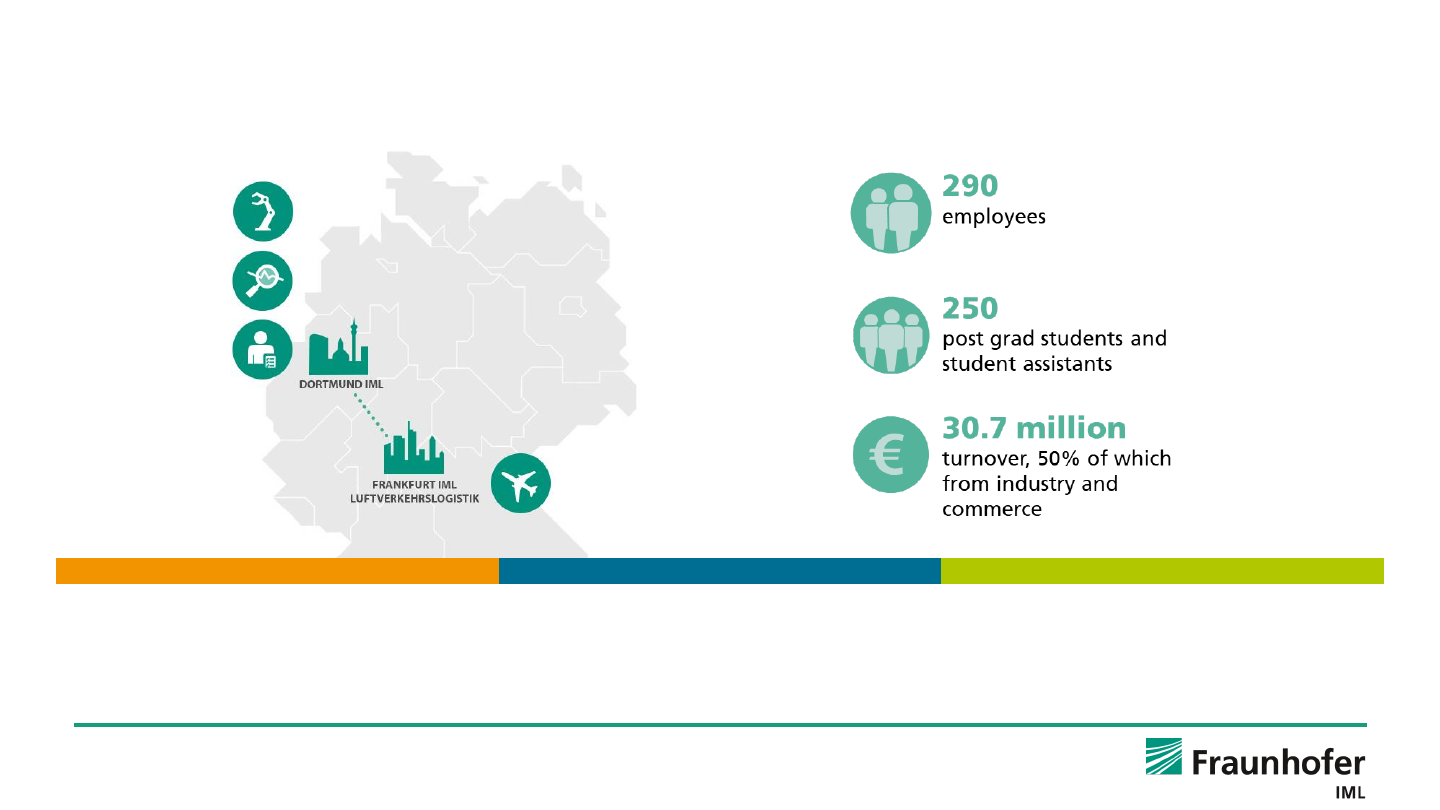 DORTMUND IML
FRANKFURT IML
LUFTVERKEHRSLOGISTIK
290
employees
250
post grad students and
student assistants
€
30.7 million
turnover, 50% of which
from industry and
commerce
Fraunhofer
IML